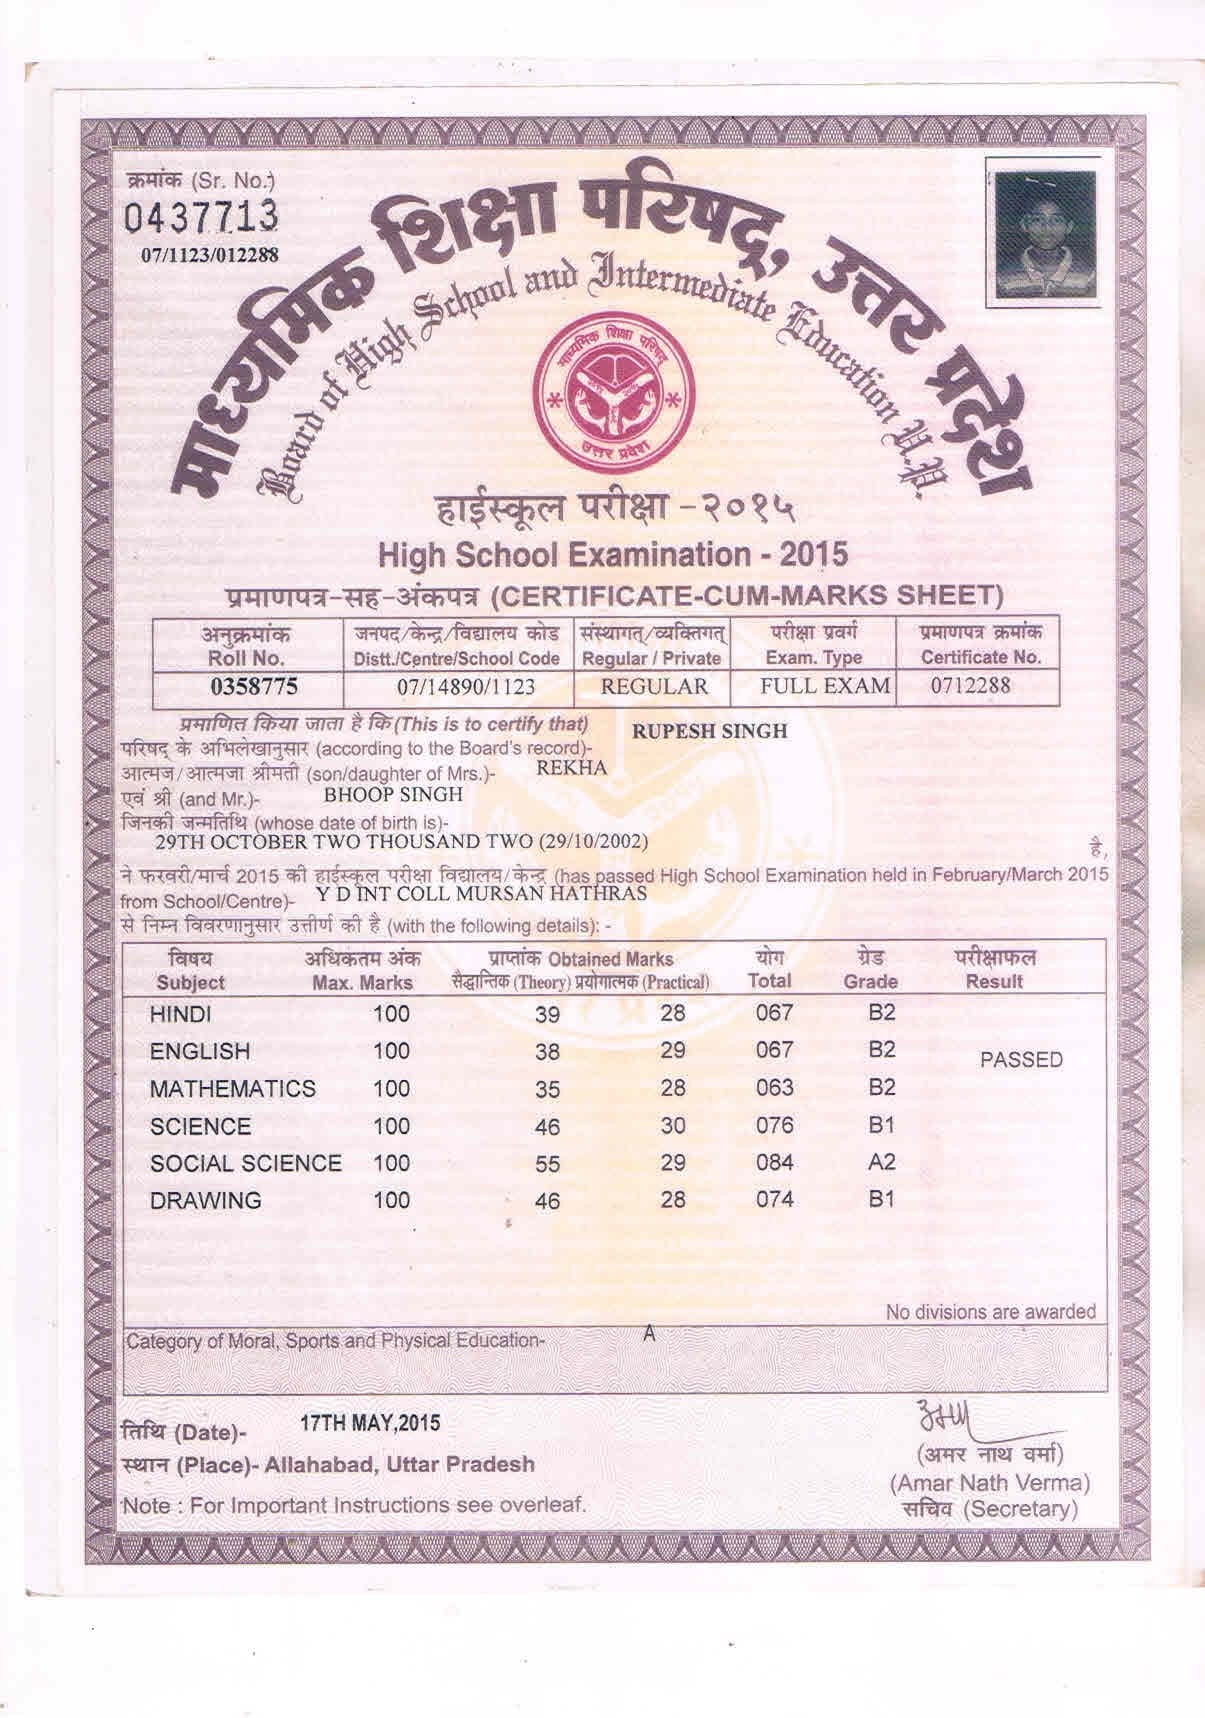 क्रमांक (Sr. No.)
0437713
07/1123/012288
माध्यमिक शिक्षा परिषद्, उत्तर प्रदेश
Board of High School and Intermediate Education U.P.
माध्यमिक शिक्षा परिषद्
उत्तर प्रदेश
हाईस्कूल परीक्षा -२०१५
High School Examination - 2015
प्रमाणपत्र-सह-अंकपत्र (CERTIFICATE-CUM-MARKS SHEET)
अनुक्रमांक जनपद/केन्द्र/विद्यालय कोड संस्थागत/व्यक्तिगत परीक्षा प्रवर्ग प्रमाणपत्र क्रमांक
Roll No. Distt./Centre/School Code Regular / Private Exam. Type Certificate No.
0358775 07/14890/1123 REGULAR FULL EXAM 0712288
प्रमाणित किया जाता है कि (This is to certify that) RUPESH SINGH
परिषद् के अभिलेखानुसार (according to the Board's record)-
आत्मज/आत्मजा श्रीमती (son/daughter of Mrs.)- REKHA
एवं श्री (and Mr.)- BHOOP SINGH
जिनकी जन्मतिथि (whose date of birth is)-
29TH OCTOBER TWO THOUSAND TWO (29/10/2002) है,
ने फरवरी/मार्च 2015 की हाईस्कूल परीक्षा विद्यालय/केन्द्र (has passed High School Examination held in February/March 2015
from School/Centre)- Y D INT COLL MURSAN HATHRAS
से निम्न विवरणानुसार उत्तीर्ण की है (with the following details): -
विषय अधिकतम अंक प्राप्तांक Obtained Marks योग ग्रेड परीक्षाफल
Subject Max. Marks सैद्धान्तिक (Theory) प्रयोगात्मक (Practical) Total Grade Result
HINDI 100 39 28 067 B2
ENGLISH 100 38 29 067 B2 PASSED
MATHEMATICS 100 35 28 063 B2
SCIENCE 100 46 30 076 B1
SOCIAL SCIENCE 100 55 29 084 A2
DRAWING 100 46 28 074 B1
No divisions are awarded
Category of Moral, Sports and Physical Education- A
तिथि (Date)- 17TH MAY,2015
स्थान (Place)- Allahabad, Uttar Pradesh
Note : For Important Instructions see overleaf.
(अमर नाथ वर्मा)
(Amar Nath Verma)
सचिव (Secretary)